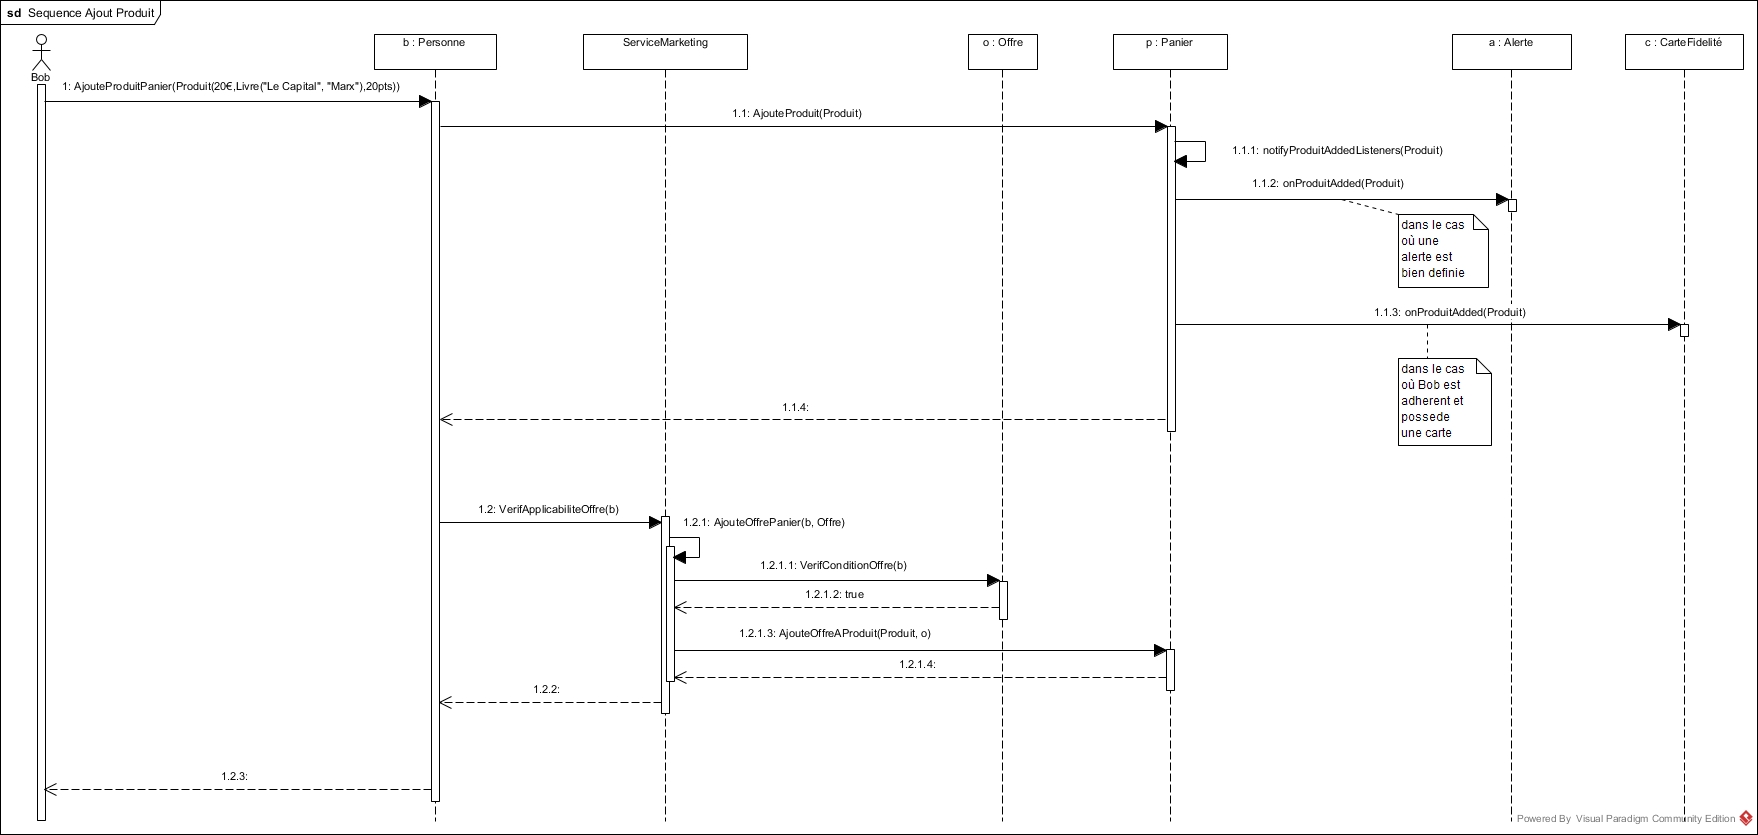 sd Sequence Ajout Produit
Bob
b : Personne
ServiceMarketing
o : Offre
p : Panier
a : Alerte
c : CarteFidelité
1: AjouteProduitPanier(Produit(20€,Livre("Le Capital", "Marx"),20pts))
1.1: AjouteProduit(Produit)
1.1.1: notifyProduitAddedListeners(Produit)
1.1.2: onProduitAdded(Produit)
dans le cas
où une
alerte est
bien definie
1.1.3: onProduitAdded(Produit)
dans le cas
où Bob est
adherent et
possede
une carte
1.1.4:
1.2: VerifApplicabiliteOffre(b)
1.2.1: AjouteOffrePanier(b, Offre)
1.2.1.1: VerifConditionOffre(b)
1.2.1.2: true
1.2.1.3: AjouteOffreAProduit(Produit, o)
1.2.1.4:
1.2.2:
1.2.3:
Powered By Visual Paradigm Community Edition